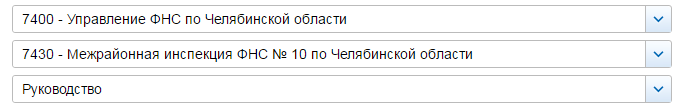 7400 - Управление ФНС по Челябинской области
7430 - Межрайонная инспекция ФНС № 10 по Челябинской области
Руководство